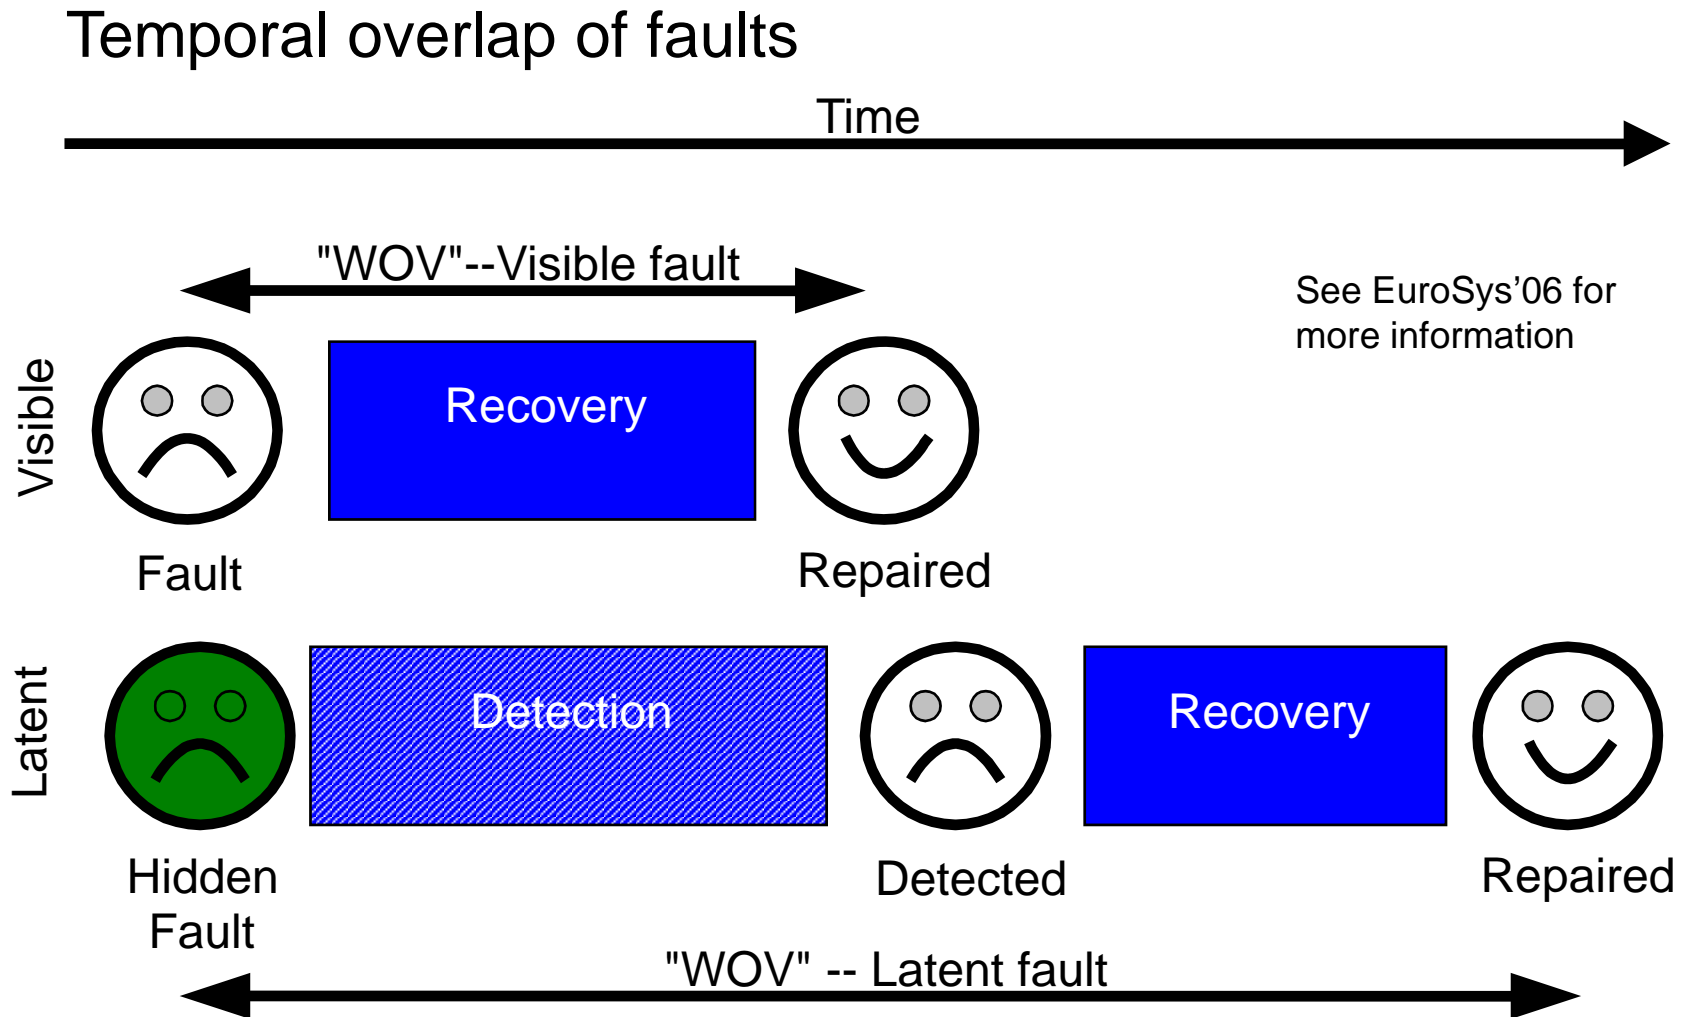 Temporal overlap of faults
Time
"WOV"--Visible fault
See EuroSys’06 for
more information
Visible
Recovery
Fault
Repaired
Latent
Detection
Recovery
Hidden
Fault
Detected
Repaired
"WOV" -- Latent fault